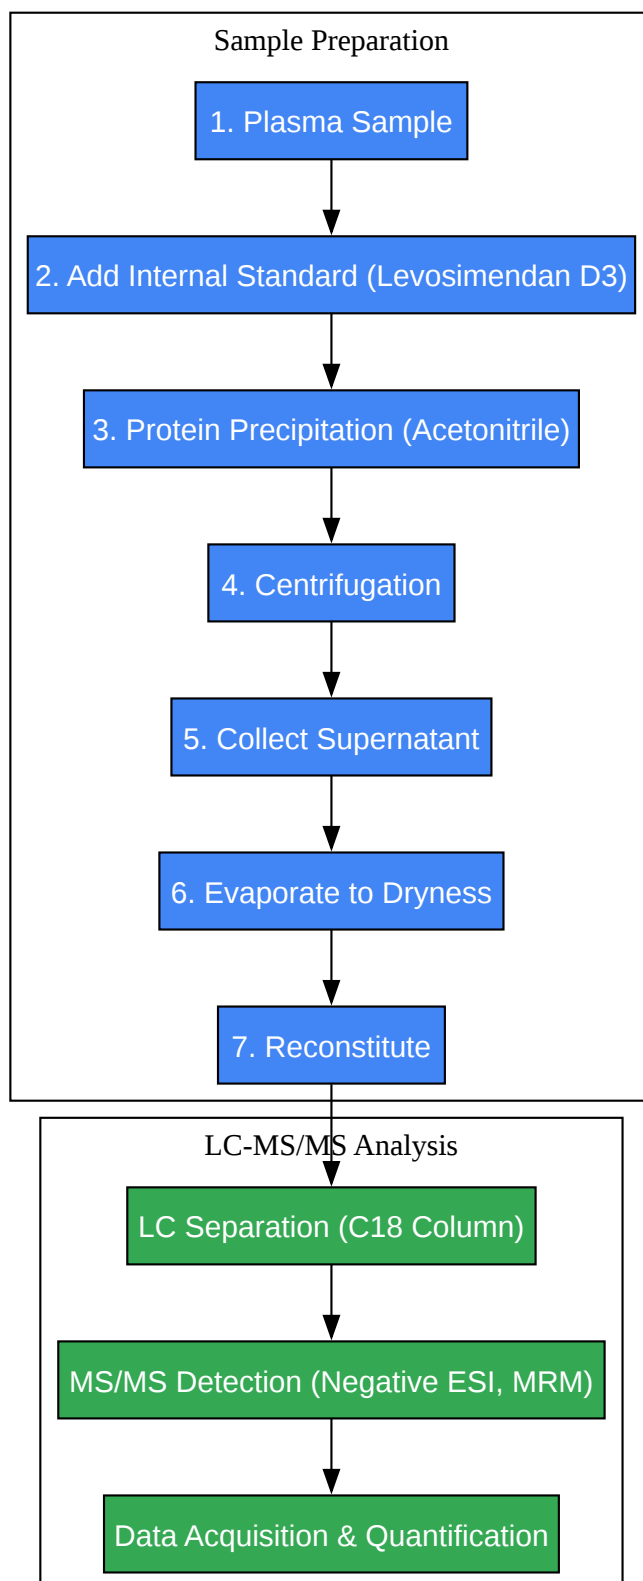 Sample Preparation
1. Plasma Sample
2. Add Internal Standard (Levosimendan D3)
3. Protein Precipitation (Acetonitrile)
4. Centrifugation
5. Collect Supernatant
6. Evaporate to Dryness
7. Reconstitute
LC-MS/MS Analysis
LC Separation (C18 Column)
MS/MS Detection (Negative ESI, MRM)
Data Acquisition & Quantification